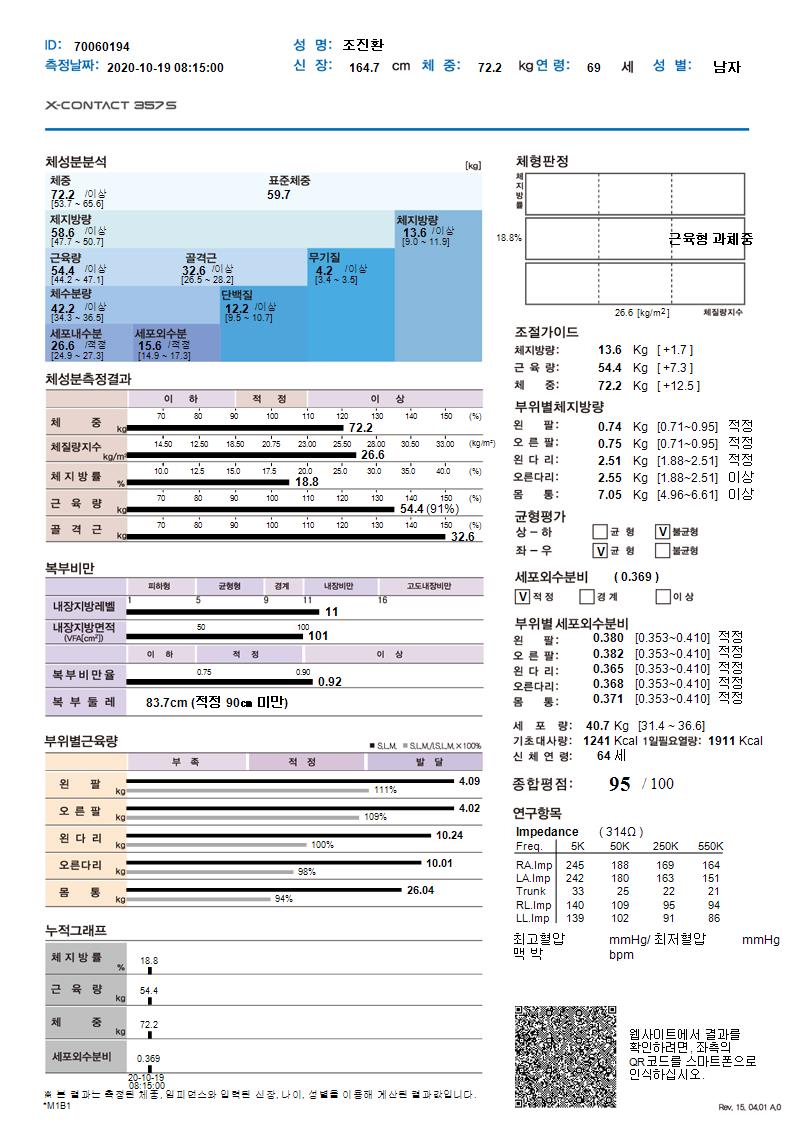 ID: 70060194 성 명: 조진환
측정날짜: 2020-10-19 08:15:00 신 장: 164.7 cm 체 중: 72.2 kg 연 령: 69 세 성 별: 남자
X-CONTACT 357S
체성분분석 [kg]
체중 표준체중
72.2 /이상 59.7
[53.7 ~ 65.6]
제지방량 체지방량
58.6 /이상 13.6 /이상
[47.7 ~ 50.7] [9.0 ~ 11.9]
근육량 골격근 무기질
54.4 /이상 32.6 /이상 4.2 /이상
[44.2 ~ 47.1] [26.5 ~ 28.2] [3.4 ~ 3.5]
체수분량 단백질
42.2 /이상 12.2 /이상
[34.3 ~ 36.5] [9.5 ~ 10.7]
세포내수분 세포외수분
26.6 /적정 15.6 /적정
[24.9 ~ 27.3] [14.9 ~ 17.3]
체성분측정결과
이 하 적 정 이 상
70 80 90 100 110 120 130 140 150 (%)
체 중 kg 72.2
14.50 12.50 18.50 20.75 23.00 25.50 28.00 30.50 33.00 (kg/m²)
체질량지수 kg/m² 26.6
10.0 12.5 15.0 17.5 20.0 25.0 30.0 35.0 40.0 (%)
체 지 방 률 % 18.8
70 80 90 100 110 120 130 140 150 (%)
근 육 량 kg 54.4 (91%)
70 80 90 100 110 120 130 140 150 (%)
골 격 근 kg 32.6
복부비만
피하형 균형형 경계 내장비만 고도내장비만
1 5 9 11 16
내장지방레벨 11
50 100
내장지방면적 (VFA[cm²]) 101
이 하 적 정 이 상
0.75 0.90
복부비만율 0.92
복 부 둘 레 83.7cm (적정 90㎝ 미만)
부위별근육량 ■ S.L.M. ■ S.L.M./I.S.L.M.×100%
부 족 적 정 발 달
왼 팔 kg 4.09
111%
오 른 팔 kg 4.02
109%
왼 다 리 kg 10.24
100%
오른다리 kg 10.01
98%
몸 통 kg 26.04
94%
누적그래프
체 지 방 률 % 18.8
근 육 량 kg 54.4
체 중 kg 72.2
세포외수분비 0.369
20-10-19
08:15:00
※ 본 결과는 측정된 체중, 임피던스와 입력된 신장, 나이, 성별을 이용해 계산된 결과값입니다.
*M1B1
체형판정
체지방률
18.8% 근육형 과체중
26.6 [kg/m²] 체질량지수
조절가이드
체지방량: 13.6 Kg [ +1.7 ]
근 육 량: 54.4 Kg [ +7.3 ]
체 중: 72.2 Kg [ +12.5 ]
부위별체지방량
왼 팔: 0.74 Kg [0.71~0.95] 적정
오 른 팔: 0.75 Kg [0.71~0.95] 적정
왼 다 리: 2.51 Kg [1.88~2.51] 적정
오른다리: 2.55 Kg [1.88~2.51] 이상
몸 통: 7.05 Kg [4.96~6.61] 이상
균형평가
상 – 하 균 형 V 불균형
좌 – 우 V 균 형 불균형
세포외수분비 ( 0.369 )
V 적 정 경 계 이 상
부위별 세포외수분비
왼 팔: 0.380 [0.353~0.410] 적정
오 른 팔: 0.382 [0.353~0.410] 적정
왼 다 리: 0.365 [0.353~0.410] 적정
오른다리: 0.368 [0.353~0.410] 적정
몸 통: 0.371 [0.353~0.410] 적정
세 포 량: 40.7 Kg [31.4 ~ 36.6]
기초대사량: 1241 Kcal 1일필요열량: 1911 Kcal
신 체 연 령: 64 세
종합평점: 95 / 100
연구항목
Impedance ( 314Ω )
Freq. 5K 50K 250K 550K
RA.Imp 245 188 169 164
LA.Imp 242 180 163 151
Trunk 33 25 22 21
RL.Imp 140 109 95 94
LL.Imp 139 102 91 86
최고혈압 mmHg/ 최저혈압 mmHg
맥 박 bpm
웹사이트에서 결과를
확인하려면, 좌측의
QR코드를 스마트폰으로
인식하십시오.
Rev, 15, 04.01 A.0